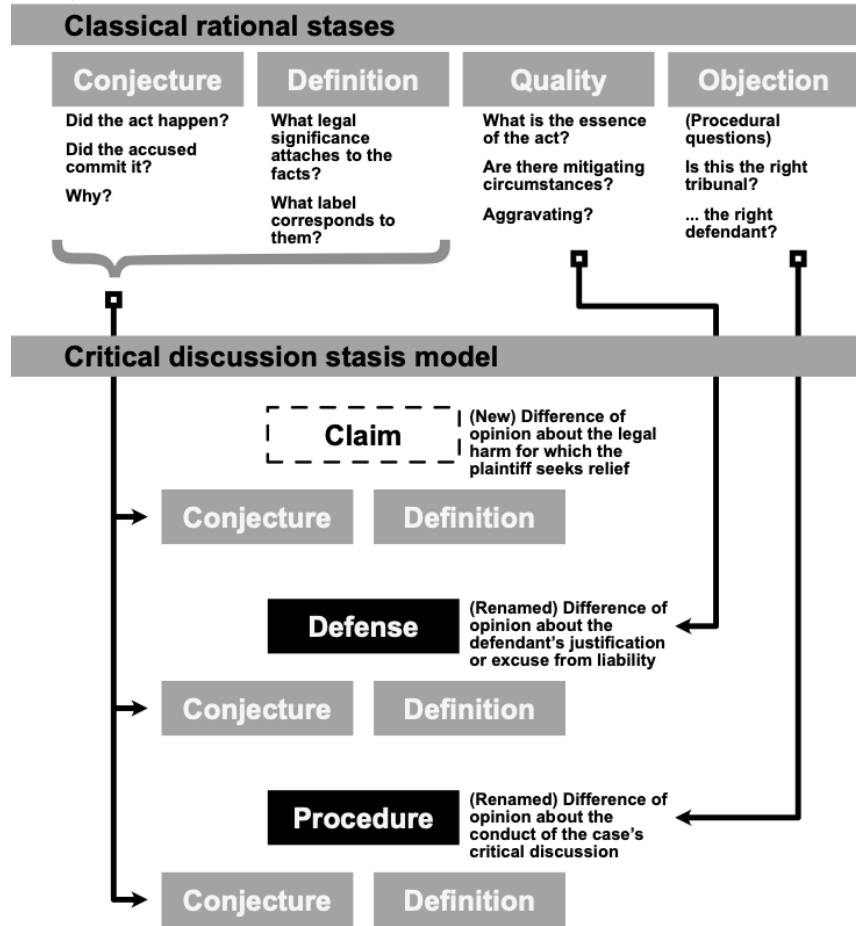 Classical rational stases
Conjecture
Did the act happen?
Did the accused
commit it?
Why?
Definition
What legal
significance
attaches to the
facts?
What label
corresponds to
them?
Quality
What is the essence
of the act?
Are there mitigating
circumstances?
Aggravating?
Objection
(Procedural
questions)
Is this the right
tribunal?
... the right
defendant?
Critical discussion stasis model
Claim
(New) Difference of
opinion about the legal
harm for which the
plaintiff seeks relief
Conjecture
Definition
Defense
(Renamed) Difference of
opinion about the
defendant's justification
or excuse from liability
Conjecture
Definition
Procedure
(Renamed) Difference of
opinion about the
conduct of the case's
critical discussion
Conjecture
Definition